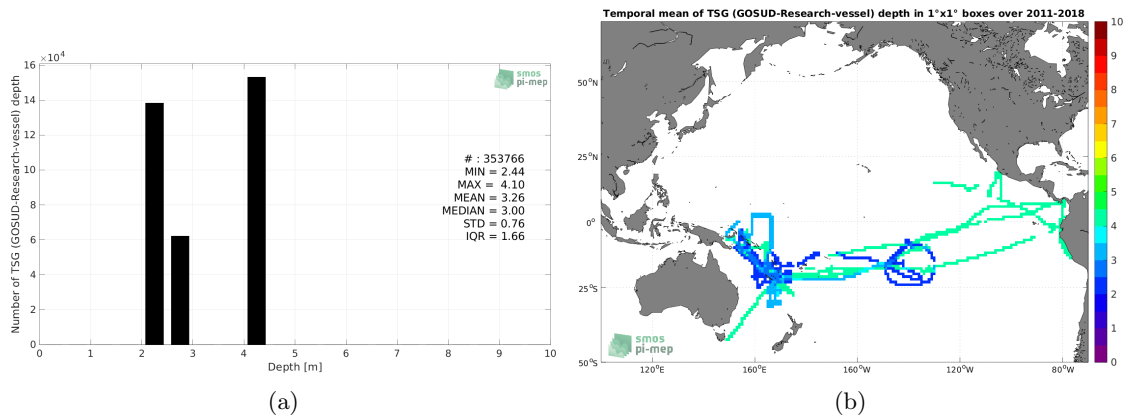 ×10⁴
16
14
12
10
8
6
4
2
0
Number of TSG (GOSUD-Research-vessel) depth
smos
pi-mep
# : 353766
MIN = 2.44
MAX = 4.10
MEAN = 3.26
MEDIAN = 3.00
STD = 0.76
IQR = 1.66
0 1 2 3 4 5 6 7 8 9 10
Depth [m]
(a)
Temporal mean of TSG (GOSUD-Research-vessel) depth in 1°x1° boxes over 2011-2018
50°N
25°N
0°
25°S
50°S
120°W 160°W 160°W 120°W 80°W
smos
pi-mep
10
9
8
7
6
5
4
3
2
1
0
(b)